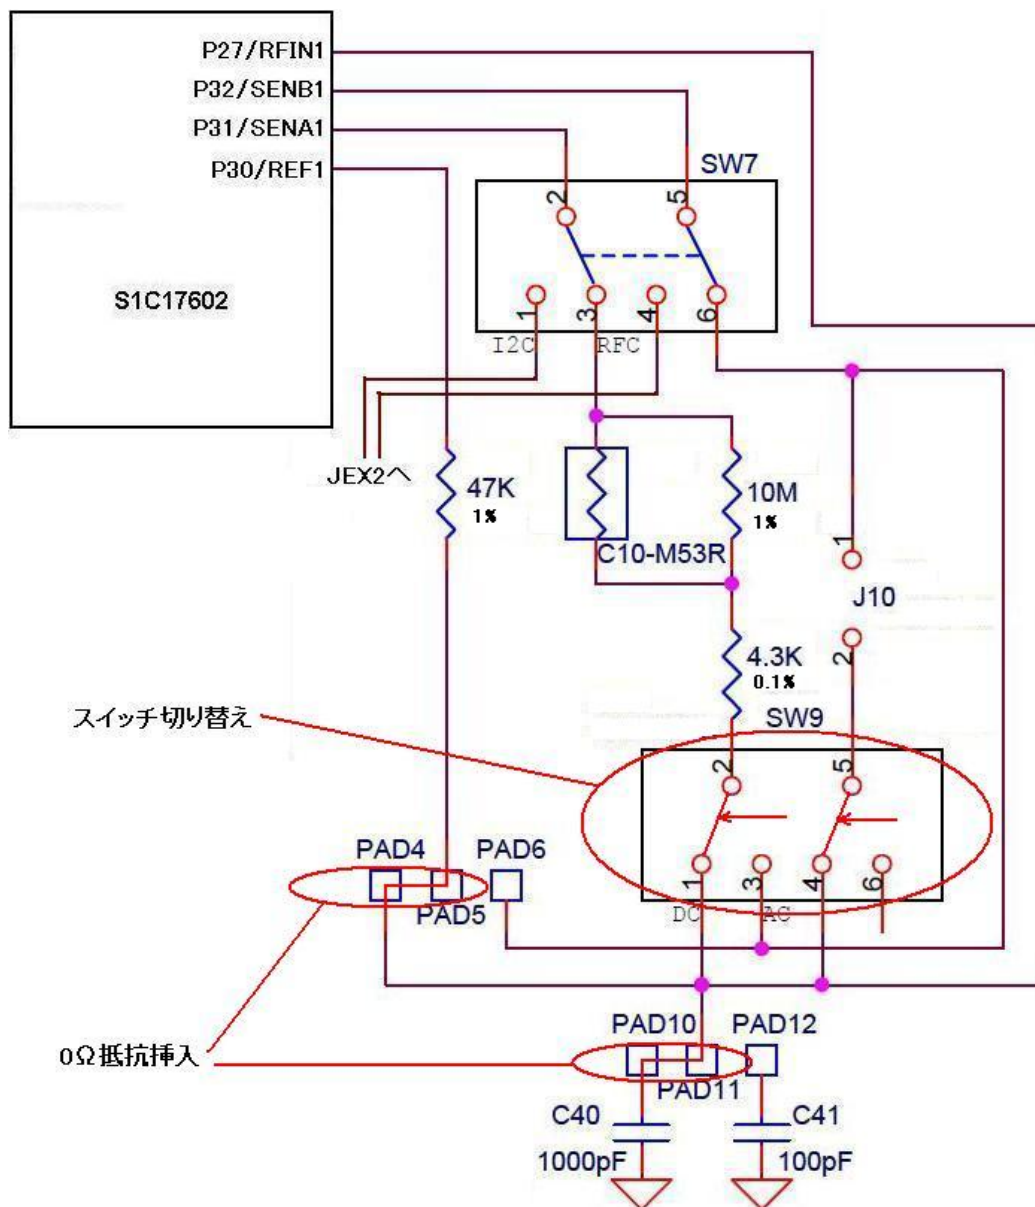 P27/RFIN1
P32/SENB1
P31/SENA1
P30/REF1
S1C17602
SW7
2
5
1
3
4
6
I2C
RFC
JEX2へ
47K
1%
C10-M53R
10M
1%
1
J10
2
4.3K
0.1%
スイッチ切り替え
SW9
2
5
1
3
4
6
DC
AC
PAD4
PAD6
PAD5
0Ω抵抗挿入
PAD10
PAD12
PAD11
C40
1000pF
C41
100pF